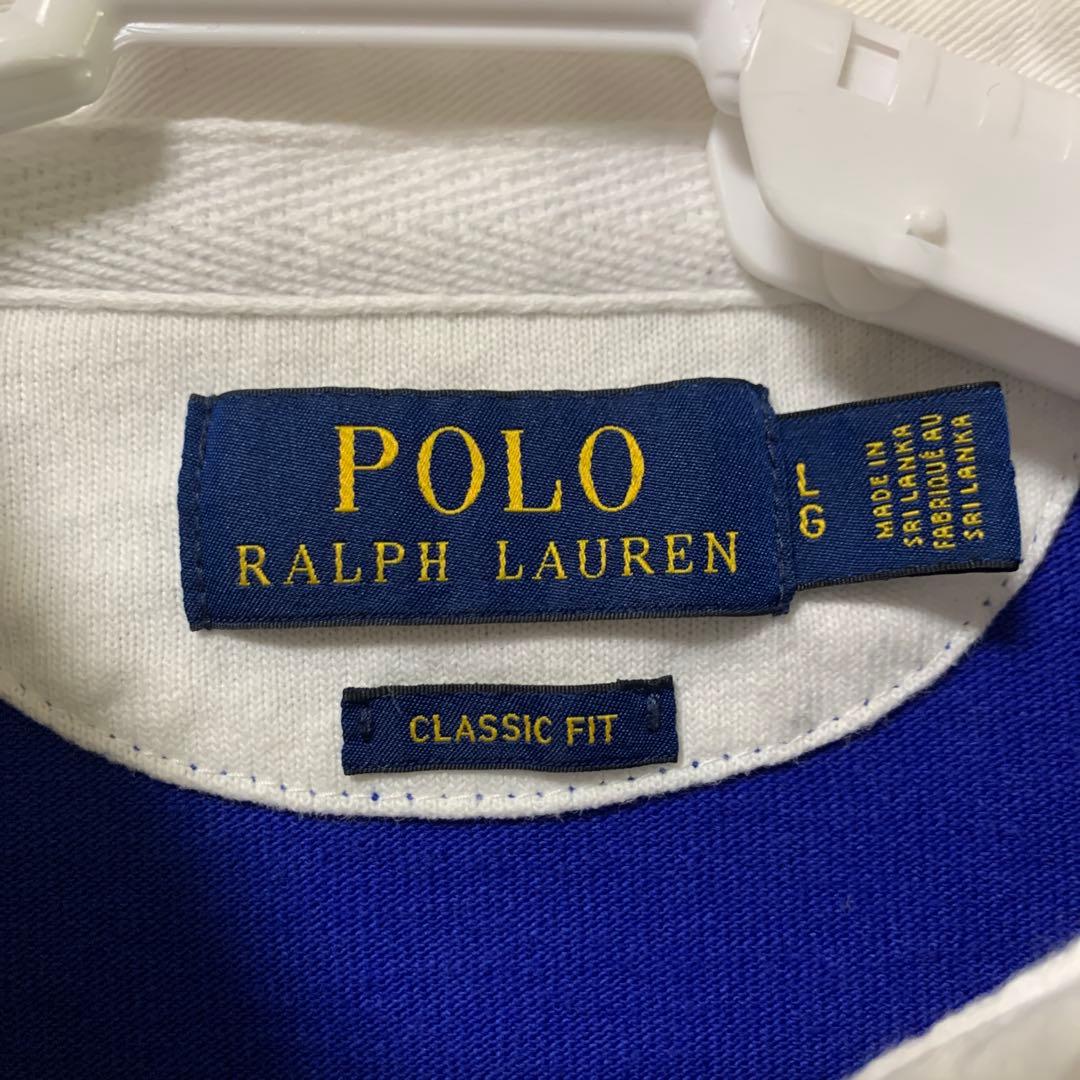 POLO
RALPH LAUREN
L
G
MADE IN
SRI LANKA
FABRIQUÉ AU
SRI LANKA
CLASSIC FIT